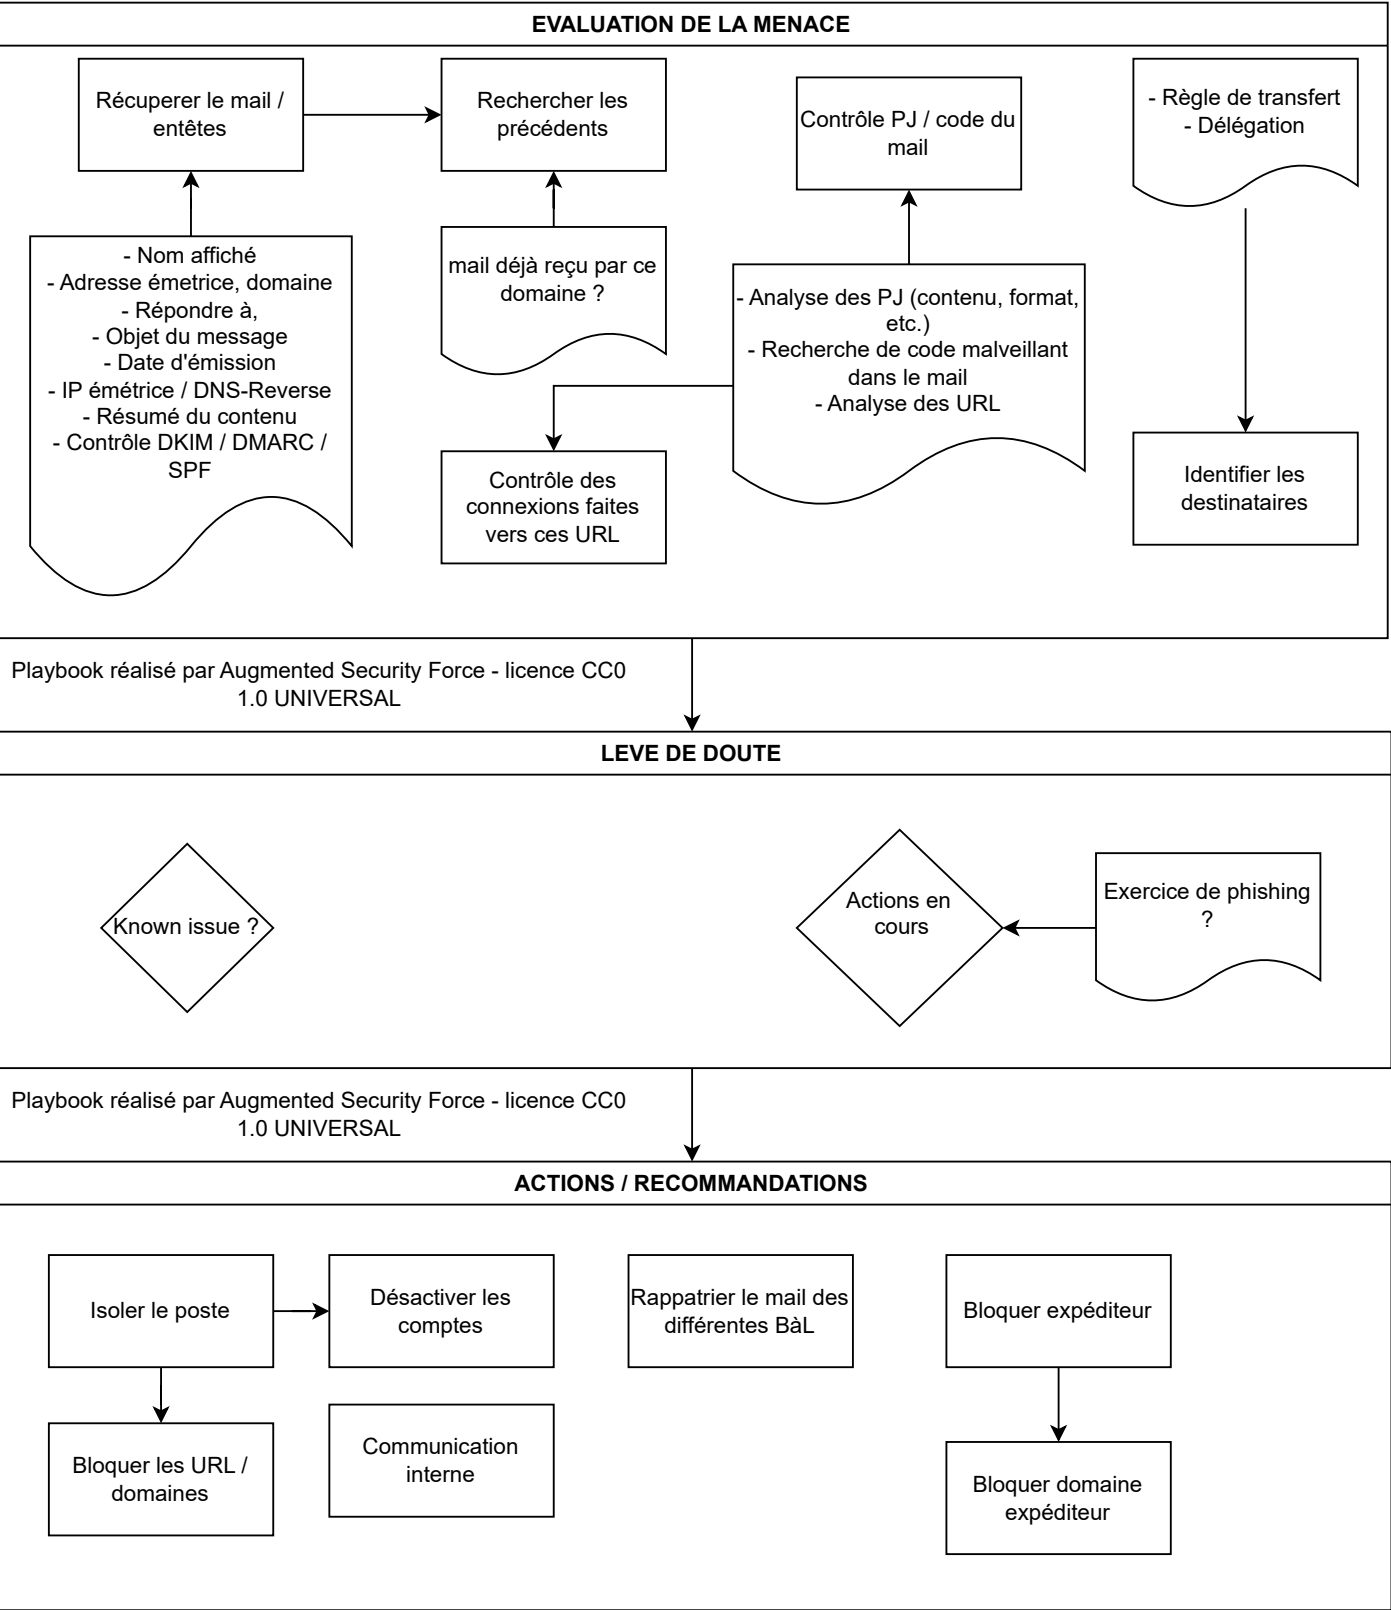 EVALUATION DE LA MENACE
Récuperer le mail /
entêtes
Rechercher les
précédents
Contrôle PJ / code du
mail
- Règle de transfert
- Délégation
- Nom affiché
- Adresse émetrice, domaine
- Répondre à,
- Objet du message
- Date d'émission
- IP émétrice / DNS-Reverse
- Résumé du contenu
- Contrôle DKIM / DMARC /
SPF
mail déjà reçu par ce
domaine ?
- Analyse des PJ (contenu, format,
etc.)
- Recherche de code malveillant
dans le mail
- Analyse des URL
Contrôle des
connexions faites
vers ces URL
Identifier les
destinataires
Playbook réalisé par Augmented Security Force - licence CC0
1.0 UNIVERSAL
LEVE DE DOUTE
Known issue ?
Actions en
cours
Exercice de phishing
?
Playbook réalisé par Augmented Security Force - licence CC0
1.0 UNIVERSAL
ACTIONS / RECOMMANDATIONS
Isoler le poste
Désactiver les
comptes
Rappatrier le mail des
différentes BàL
Bloquer expéditeur
Bloquer les URL /
domaines
Communication
interne
Bloquer domaine
expéditeur